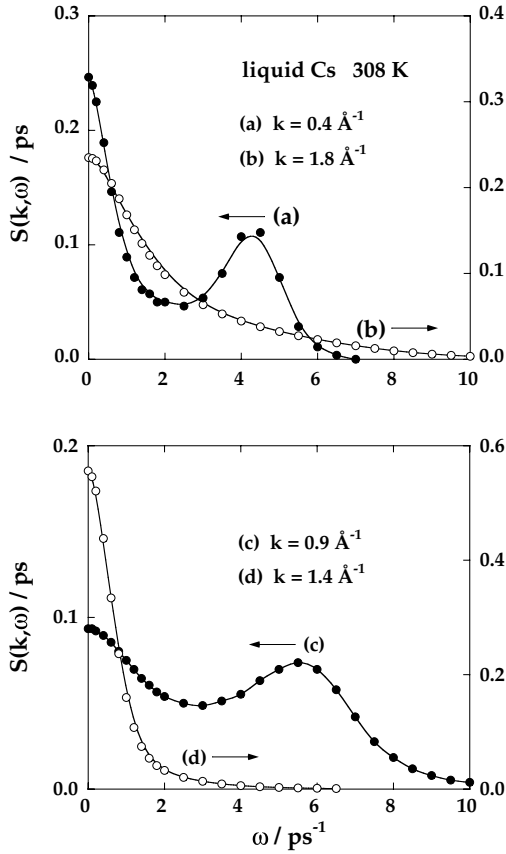 0.3
0.4
liquid Cs 308 K
(a) k = 0.4 Å⁻¹
(b) k = 1.8 Å⁻¹
0.3
0.2
S(k,ω) / ps
(a)
0.2
0.1
0.1
(b)
0.0
0.0
0 2 4 6 8 10
0.2
0.6
(c) k = 0.9 Å⁻¹
(d) k = 1.4 Å⁻¹
0.4
S(k,ω) / ps
0.1
(c)
0.2
(d)
0.0
0.0
0 2 4 6 8 10
ω / ps⁻¹